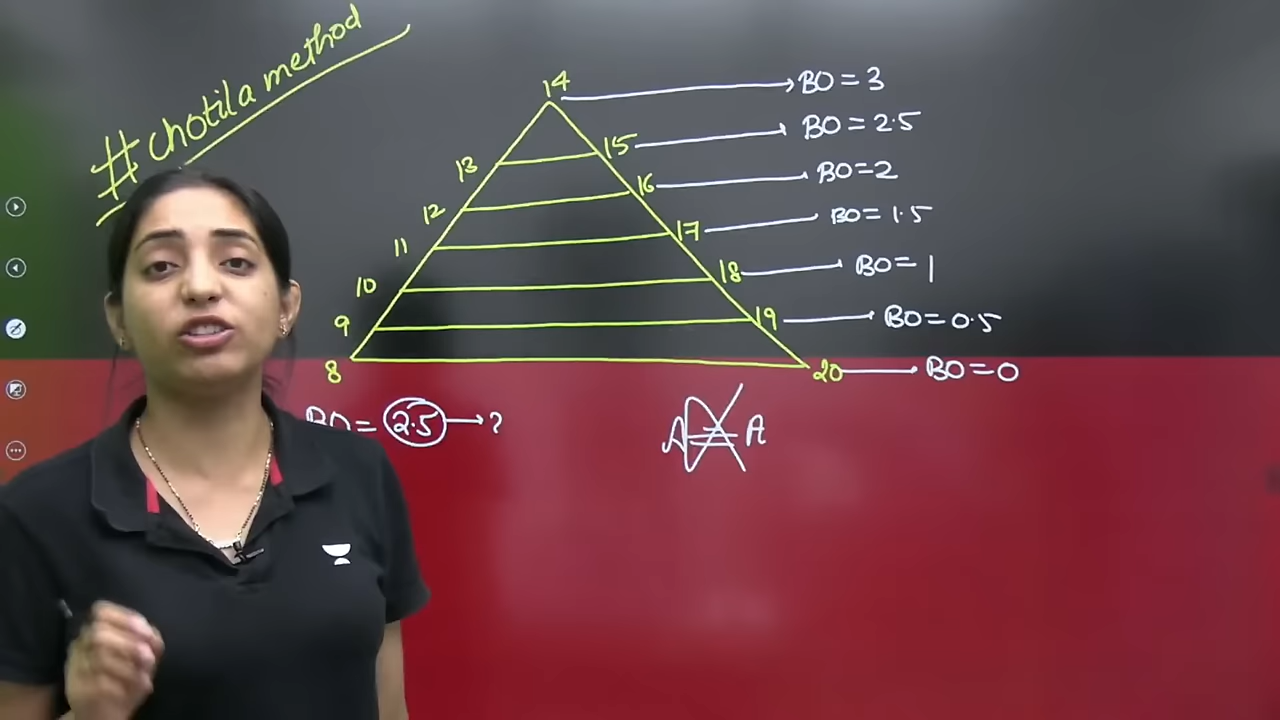 #chotila method
14 BO = 3
13 15 BO = 2.5
12 16 BO=2
11 17 BO = 1.5
10 18 BO = 1
9 19 BO=0.5
8 20 BO=0
BO = 2.5 ?
A A